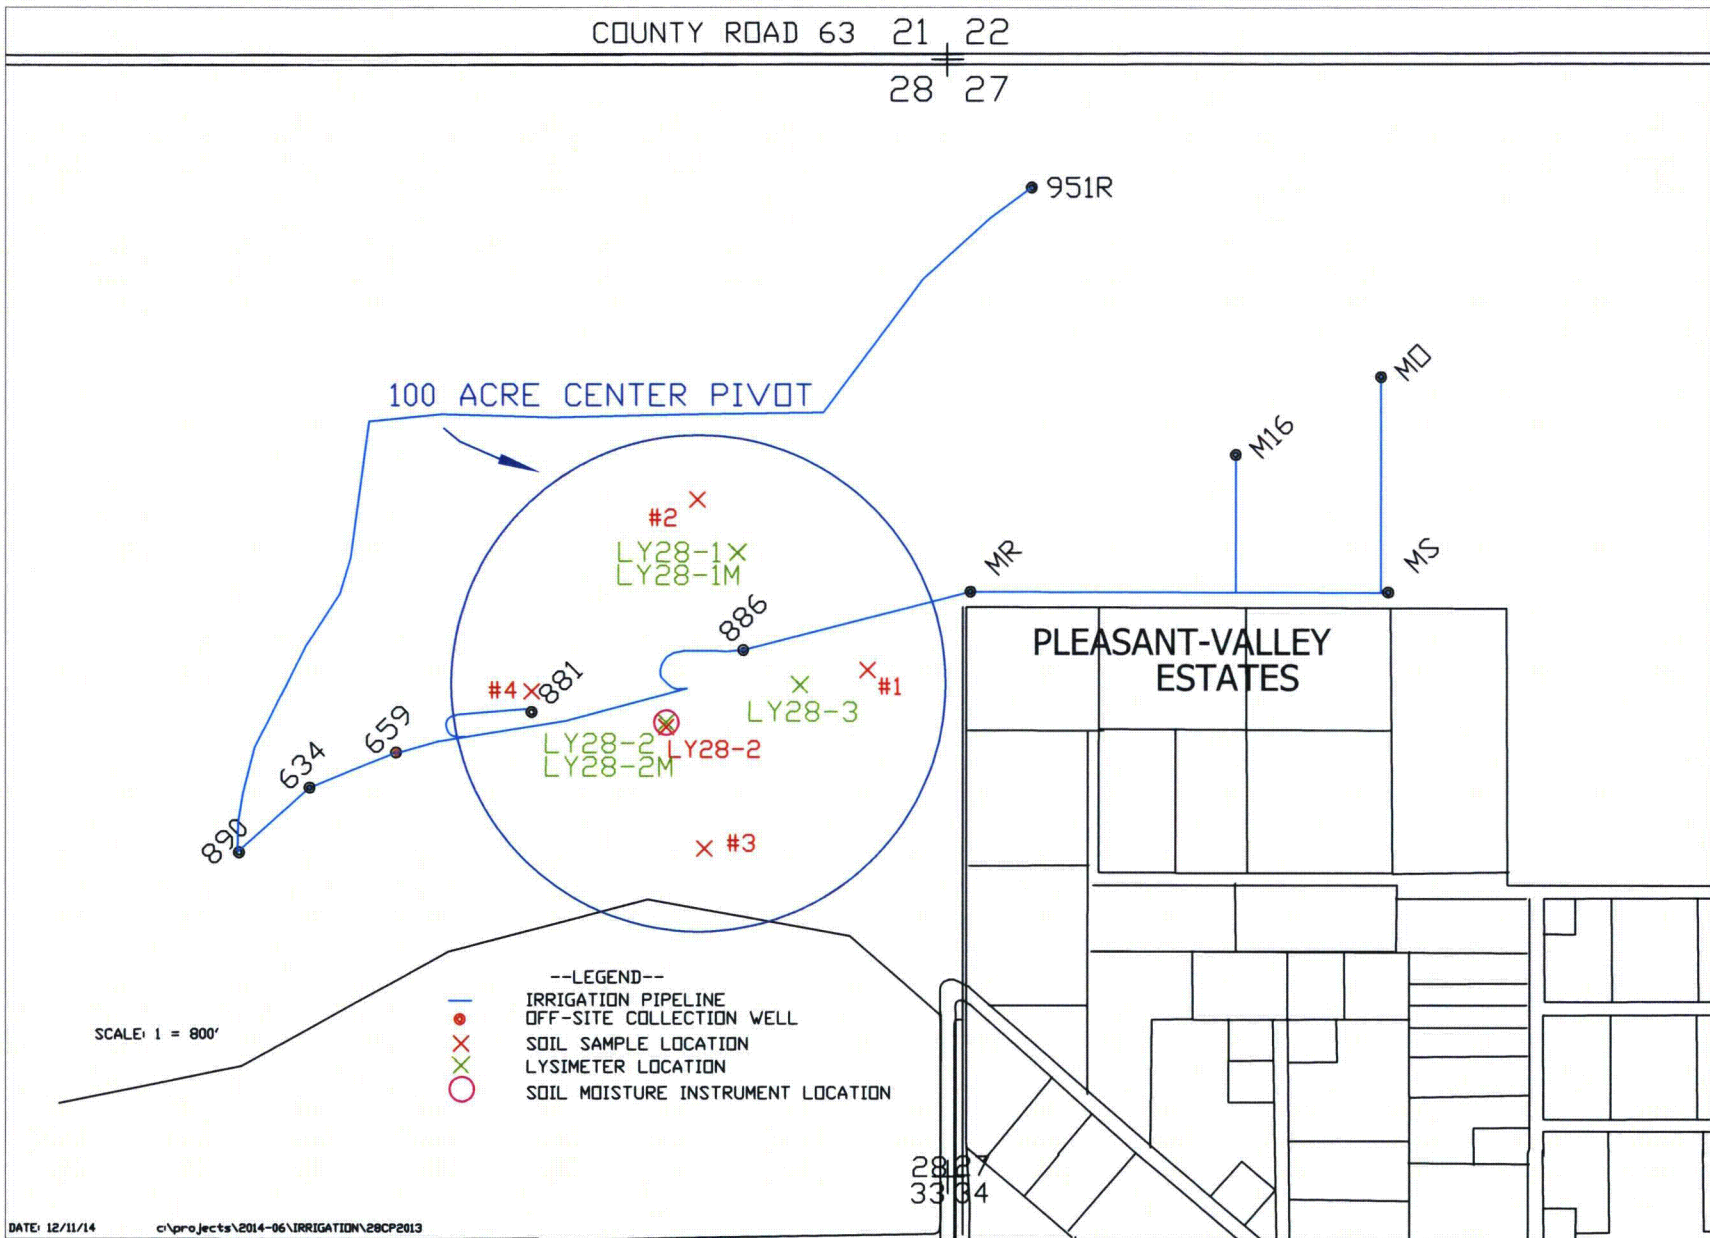 COUNTY ROAD 63 21 22
28 27
951R
MO
100 ACRE CENTER PIVOT
M16
#2
LY28-1
LY28-1M
MR
MS
886
PLEASANT-VALLEY
ESTATES
#4
881
#1
LY28-3
659
LY28-2
LY28-2
LY28-2M
634
890
#3
--LEGEND--
IRRIGATION PIPELINE
OFF-SITE COLLECTION WELL
SCALE: 1 = 800'
SOIL SAMPLE LOCATION
LYSIMETER LOCATION
SOIL MOISTURE INSTRUMENT LOCATION
28 27
33 34
DATE: 12/11/14 c:\projects\2014-06\IRRIGATION\28CP2013